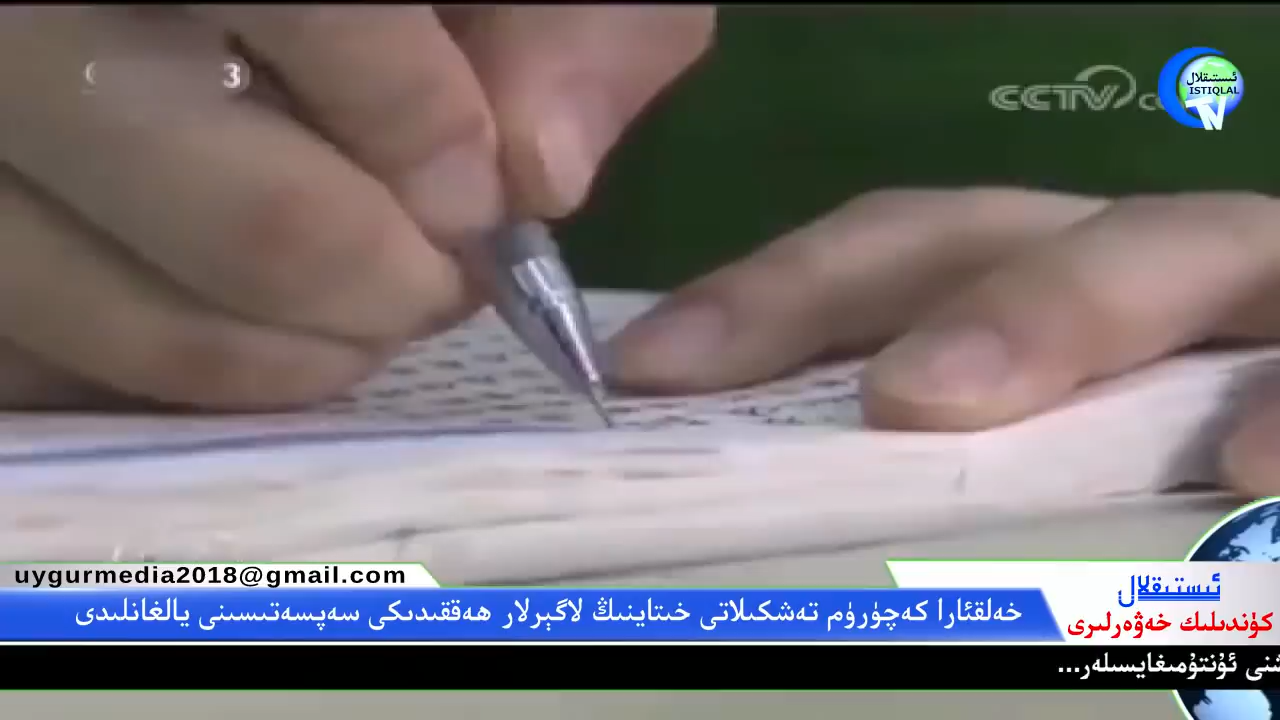 3
CCTV
ئىستىقلال
ISTIQLAL
TV
uygurmedia2018@gmail.com
ئىستىقلال
خەلقئارا كەچۈرۈم تەشكىلاتى خىتاينىڭ لاگېرلار ھەققىدىكى سەپسەتىسىنى يالغانلىدى
كۈندىلىك خەۋەرلىرى
ئۇنتۇمىغايسىلەر...